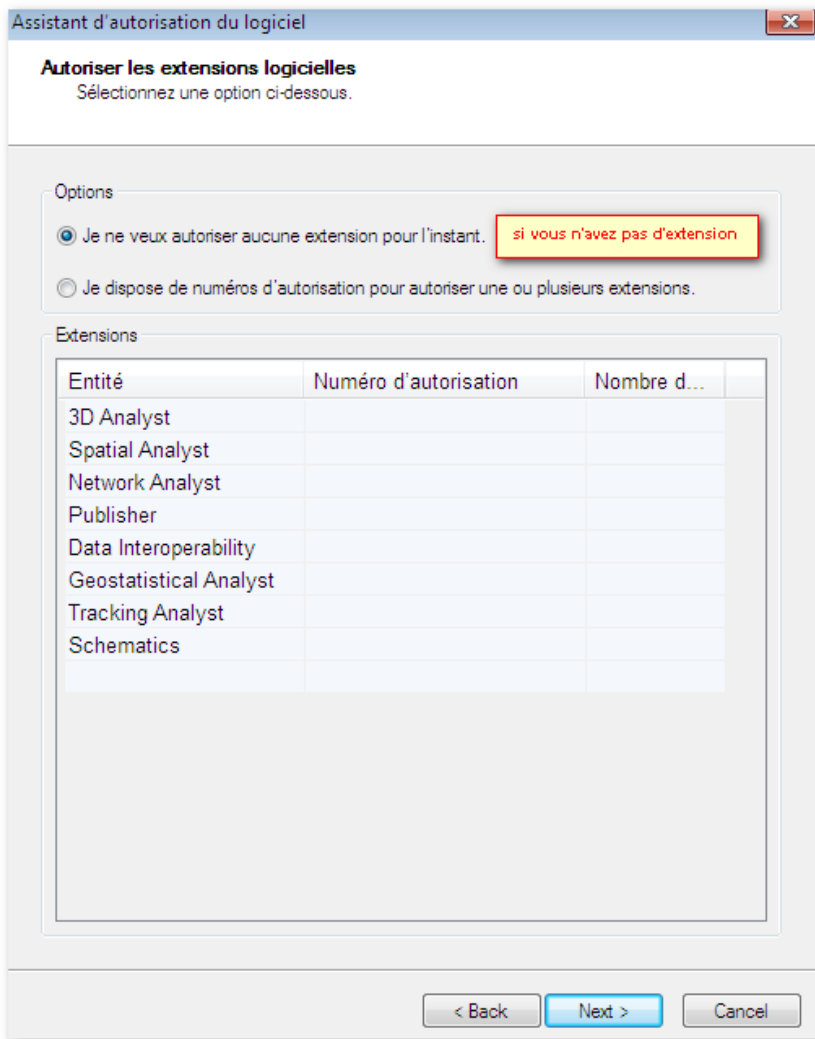 Assistant d'autorisation du logiciel
Autoriser les extensions logicielles
Sélectionnez une option ci-dessous.
Options
Je ne veux autoriser aucune extension pour l'instant.
si vous n'avez pas d'extension
Je dispose de numéros d'autorisation pour autoriser une ou plusieurs extensions.
Extensions
Entité Numéro d'autorisation Nombre d...
3D Analyst
Spatial Analyst
Network Analyst
Publisher
Data Interoperability
Geostatistical Analyst
Tracking Analyst
Schematics
< Back Next > Cancel